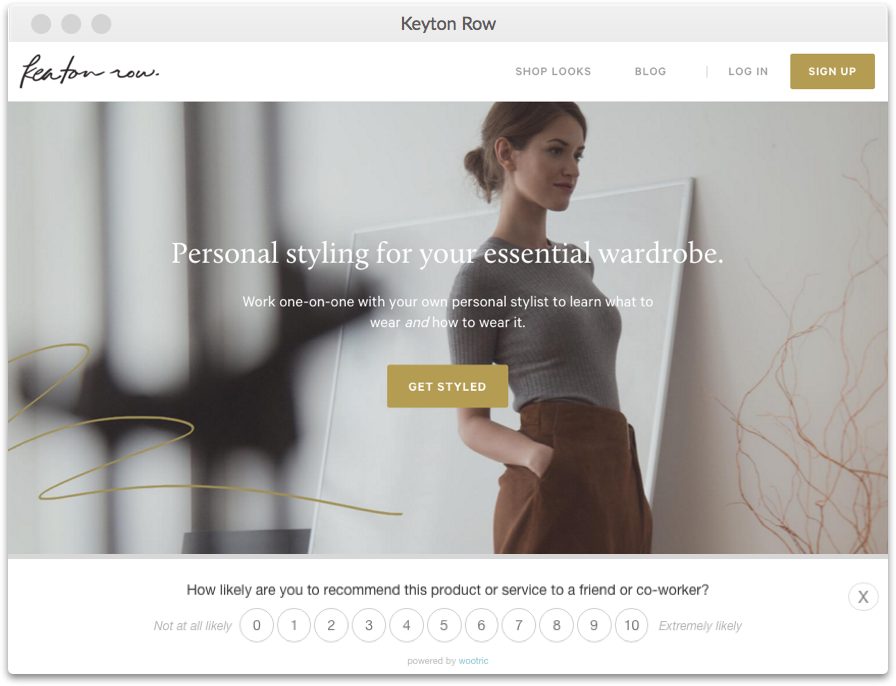 Keyton Row
keaton row.
SHOP LOOKS BLOG | LOG IN SIGN UP
Personal styling for your essential wardrobe.
Work one-on-one with your own personal stylist to learn what to
wear and how to wear it.
GET STYLED
How likely are you to recommend this product or service to a friend or co-worker?
X
Not at all likely 0 1 2 3 4 5 6 7 8 9 10 Extremely likely
powered by wootric